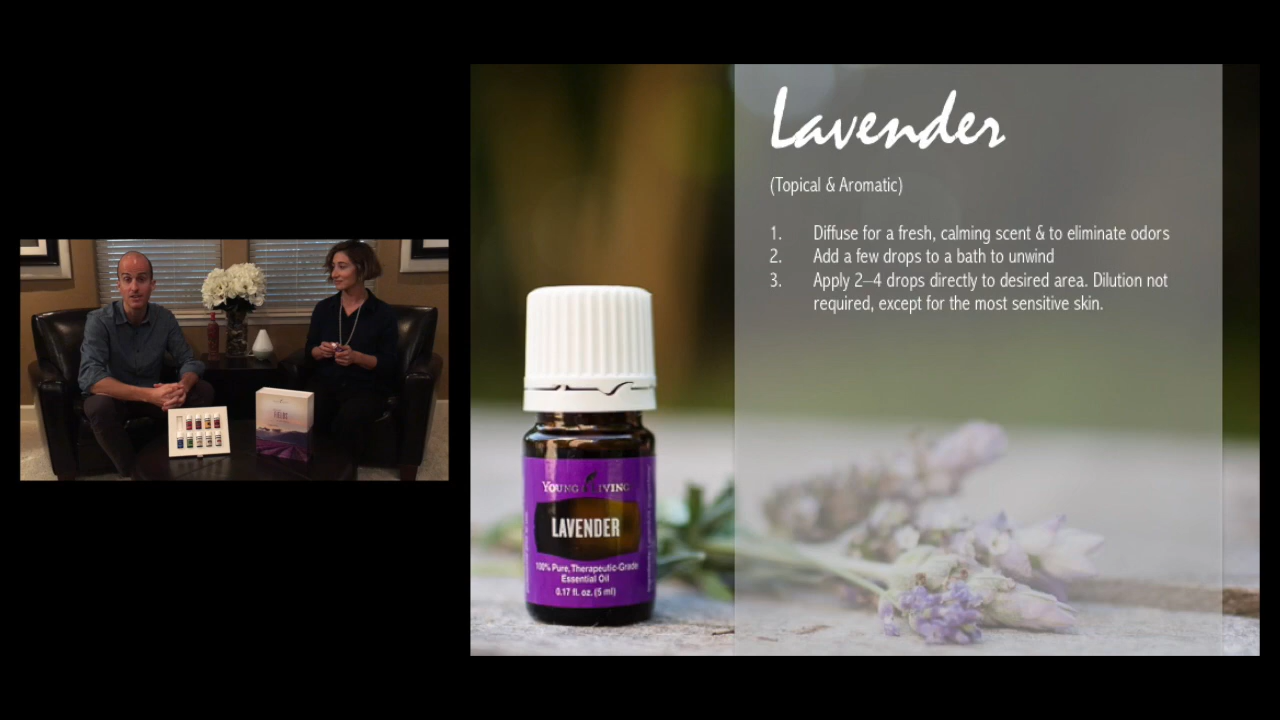 Lavender
(Topical & Aromatic)
1. Diffuse for a fresh, calming scent & to eliminate odors
2. Add a few drops to a bath to unwind
3. Apply 2–4 drops directly to desired area. Dilution not
required, except for the most sensitive skin.
YOUNG LIVING
LAVENDER
100% Pure, Therapeutic-Grade
Essential Oil
0.17 fl. oz. (5 ml)